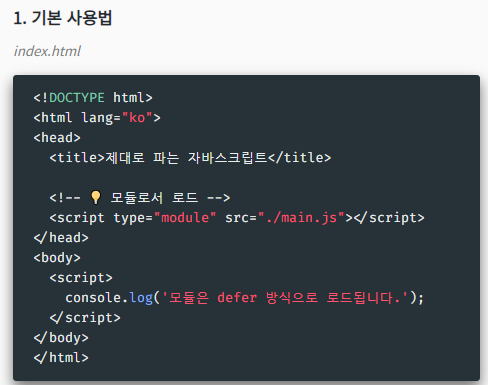 1. 기본 사용법
index.html
<!DOCTYPE html>
<html lang="ko">
<head>
  <title>제대로 파는 자바스크립트</title>
  <!-- 💡 모듈로서 로드 -->
  <script type="module" src="./main.js"></script>
</head>
<body>
  <script>
    console.log('모듈은 defer 방식으로 로드됩니다.');
  </script>
</body>
</html>